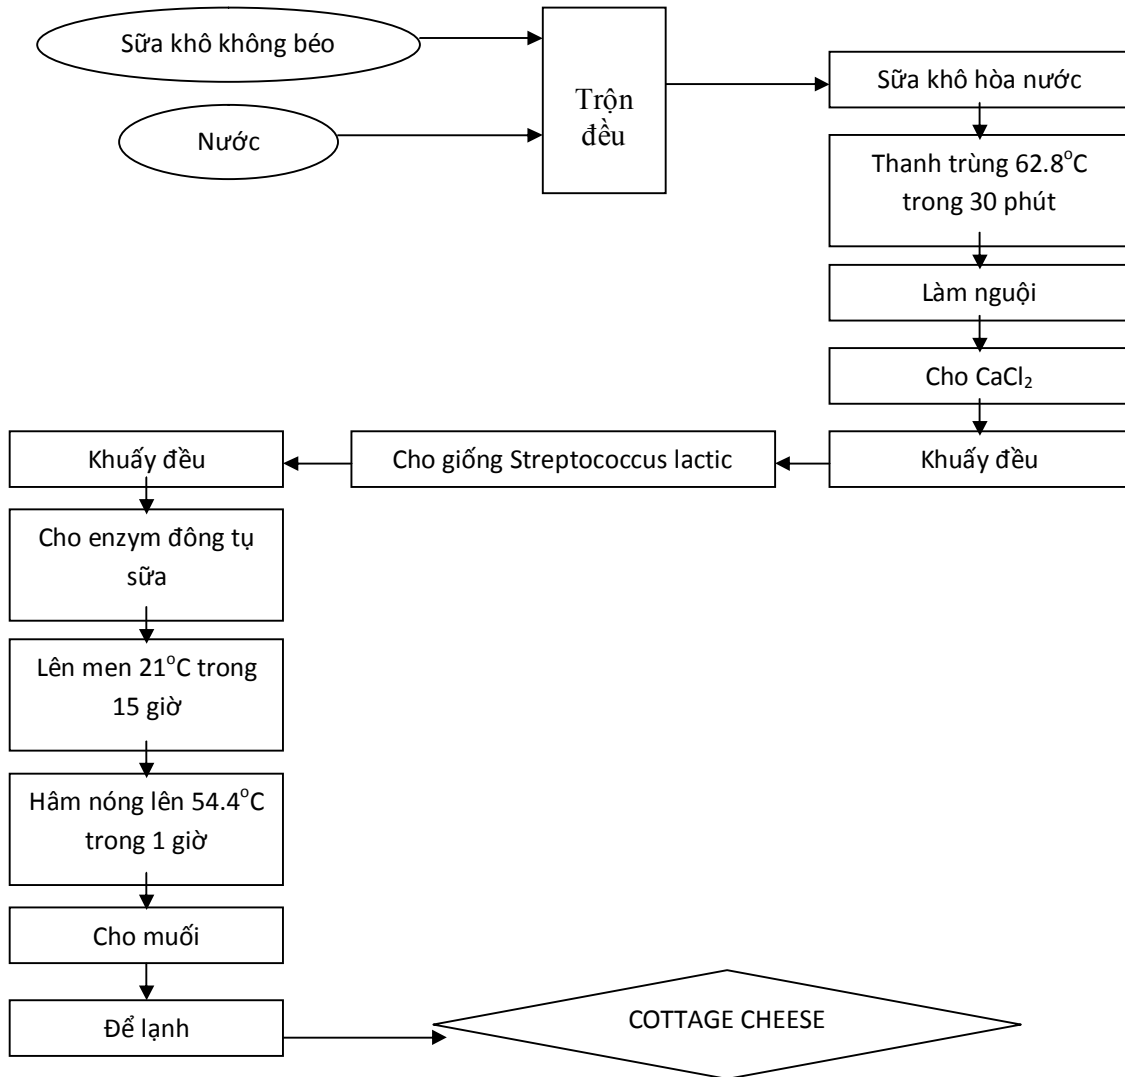 Sữa khô không béo
Nước
Trộn
đều
Sữa khô hòa nước
Thanh trùng 62.8°C
trong 30 phút
Làm nguội
Cho CaCl₂
Khuấy đều
Cho giống Streptococcus lactic
Khuấy đều
Cho enzym đông tụ
sữa
Lên men 21°C trong
15 giờ
Hâm nóng lên 54.4°C
trong 1 giờ
Cho muối
Để lạnh
COTTAGE CHEESE